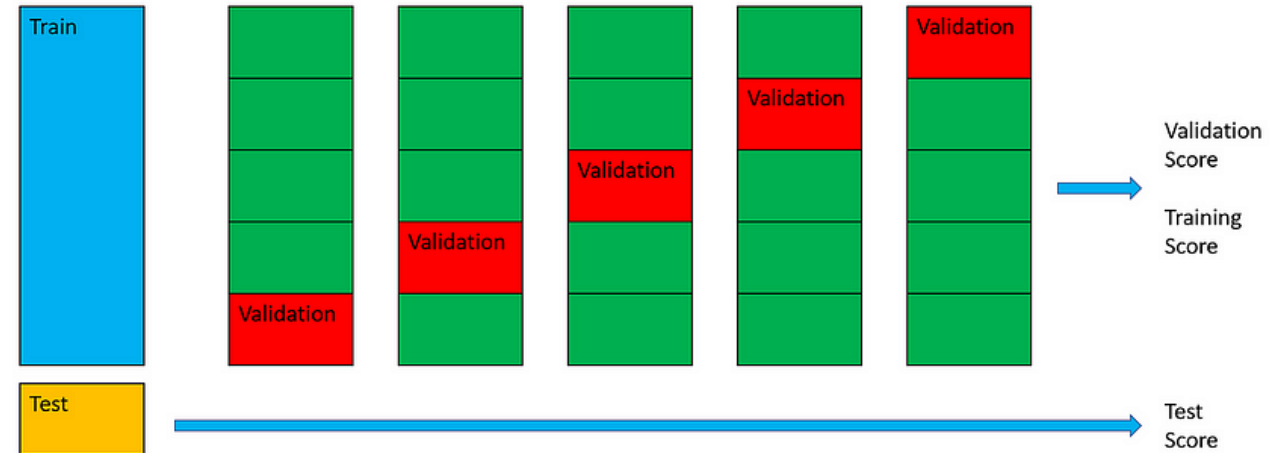 Train
Validation
Validation
Validation
Validation
Validation
Validation
Score
Training
Score
Test
Test
Score